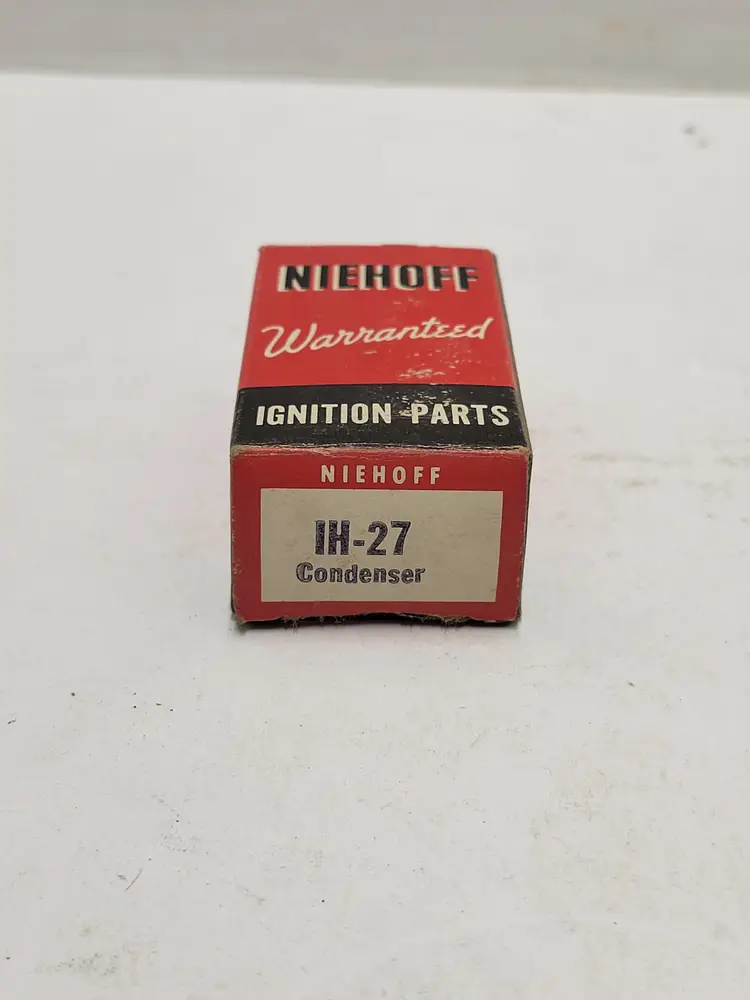 NIEHOFF
Warranteed
IGNITION PARTS
NIEHOFF
IH-27
Condenser